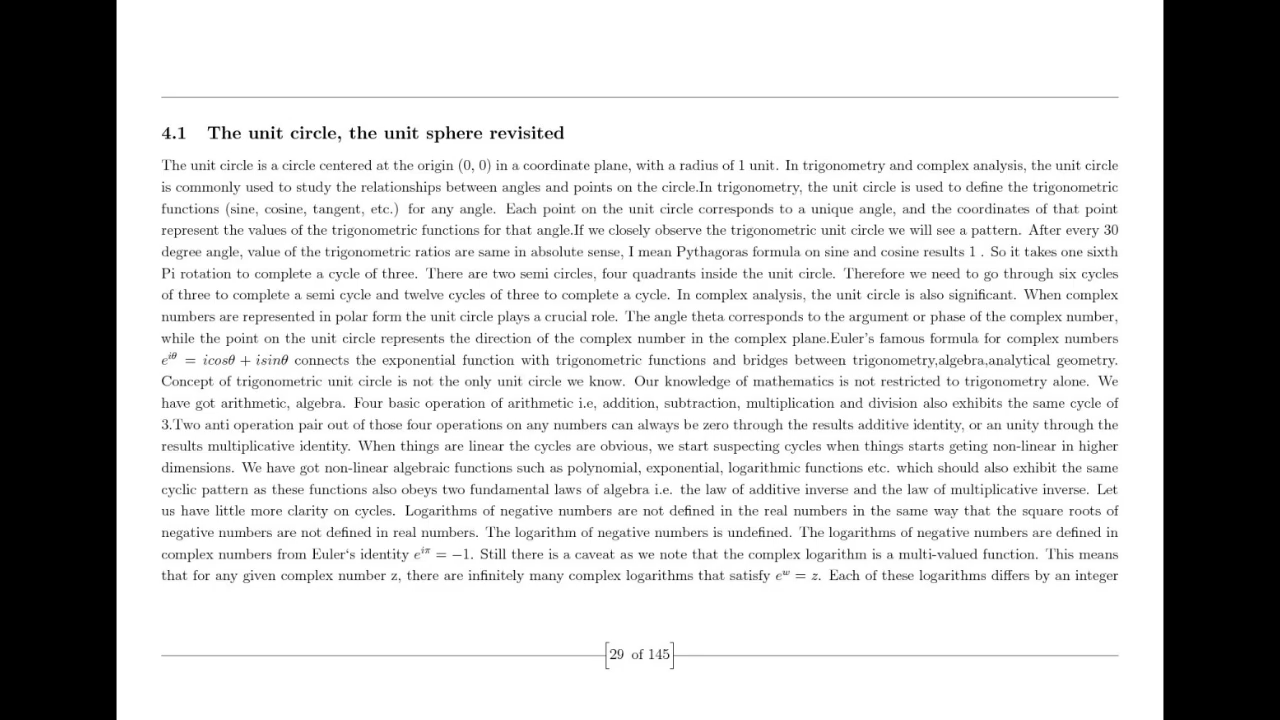 4.1 The unit circle, the unit sphere revisited
The unit circle is a circle centered at the origin (0, 0) in a coordinate plane, with a radius of 1 unit. In trigonometry and complex analysis, the unit circle
is commonly used to study the relationships between angles and points on the circle.In trigonometry, the unit circle is used to define the trigonometric
functions (sine, cosine, tangent, etc.) for any angle. Each point on the unit circle corresponds to a unique angle, and the coordinates of that point
represent the values of the trigonometric functions for that angle.If we closely observe the trigonometric unit circle we will see a pattern. After every 30
degree angle, value of the trigonometric ratios are same in absolute sense, I mean Pythagoras formula on sine and cosine results 1 . So it takes one sixth
Pi rotation to complete a cycle of three. There are two semi circles, four quadrants inside the unit circle. Therefore we need to go through six cycles
of three to complete a semi cycle and twelve cycles of three to complete a cycle. In complex analysis, the unit circle is also significant. When complex
numbers are represented in polar form the unit circle plays a crucial role. The angle theta corresponds to the argument or phase of the complex number,
while the point on the unit circle represents the direction of the complex number in the complex plane.Euler's famous formula for complex numbers
e^{iθ} = icosθ + isinθ connects the exponential function with trigonometric functions and bridges between trigonometry,algebra,analytical geometry.
Concept of trigonometric unit circle is not the only unit circle we know. Our knowledge of mathematics is not restricted to trigonometry alone. We
have got arithmetic, algebra. Four basic operation of arithmetic i.e, addition, subtraction, multiplication and division also exhibits the same cycle of
3.Two anti operation pair out of those four operations on any numbers can always be zero through the results additive identity, or an unity through the
results multiplicative identity. When things are linear the cycles are obvious, we start suspecting cycles when things starts geting non-linear in higher
dimensions. We have got non-linear algebraic functions such as polynomial, exponential, logarithmic functions etc. which should also exhibit the same
cyclic pattern as these functions also obeys two fundamental laws of algebra i.e. the law of additive inverse and the law of multiplicative inverse. Let
us have little more clarity on cycles. Logarithms of negative numbers are not defined in the real numbers in the same way that the square roots of
negative numbers are not defined in real numbers. The logarithm of negative numbers is undefined. The logarithms of negative numbers are defined in
complex numbers from Euler‘s identity e^{iπ} = −1. Still there is a caveat as we note that the complex logarithm is a multi-valued function. This means
that for any given complex number z, there are infinitely many complex logarithms that satisfy e^w = z. Each of these logarithms differs by an integer
29 of 145